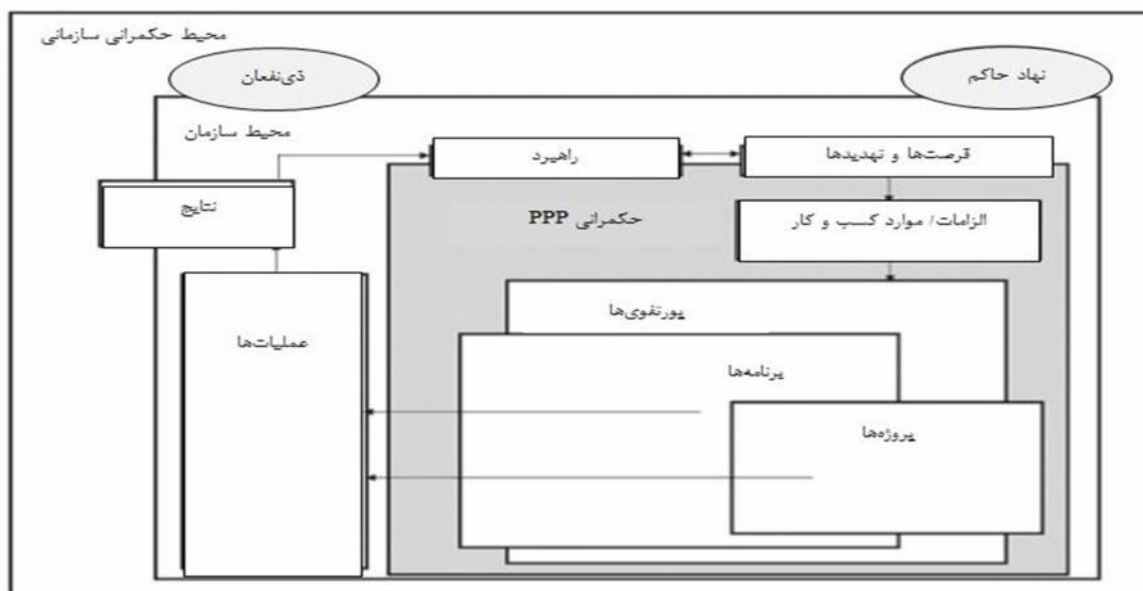 محیط حکمرانی سازمانی
ذی‌نفعان
نهاد حاکم
محیط سازمان
راهبرد
فرصت‌ها و تهدیدها
نتایج
حکمرانی PPP
الزامات/ موارد کسب و کار
پورتفوی‌ها
عملیات‌ها
برنامه‌ها
پروژه‌ها